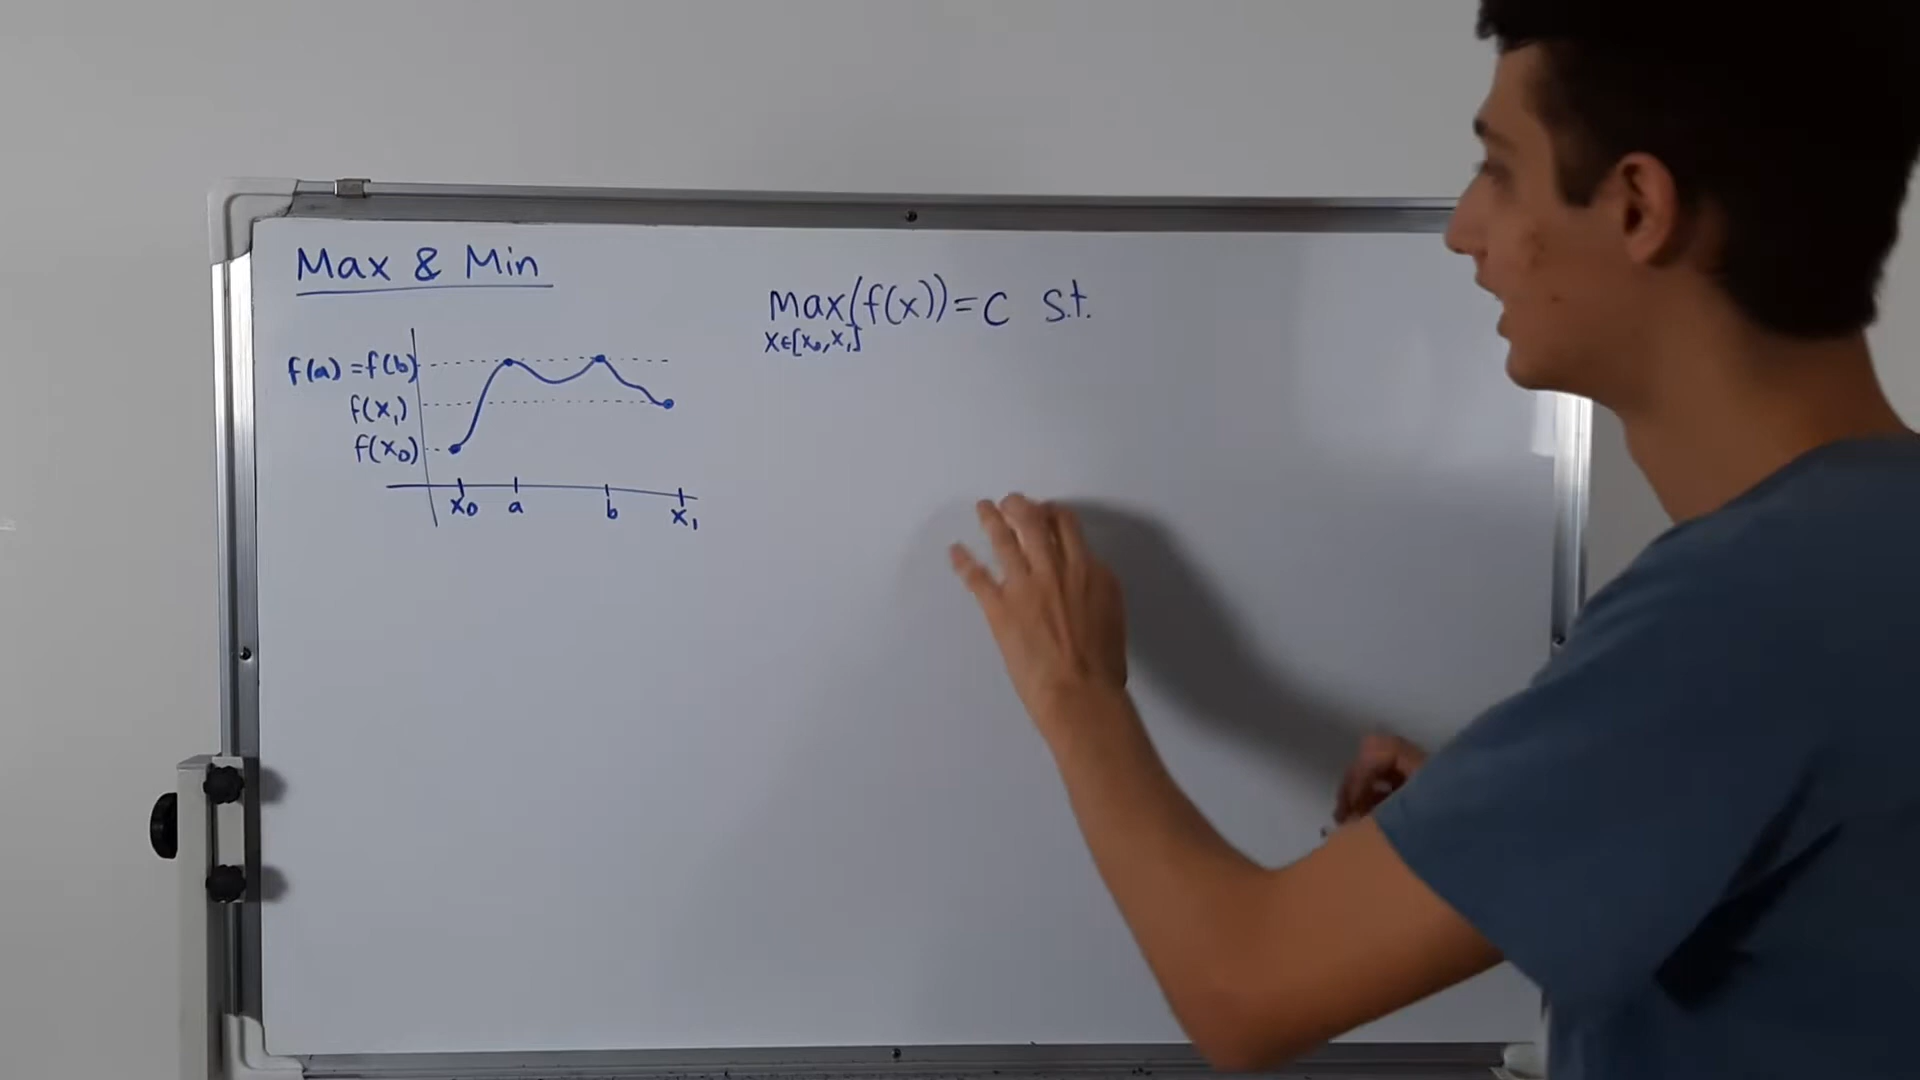 Max & Min
f(a) = f(b)
f(x₁)
f(x₀)
x₀ a b x₁
max(f(x)) = c s.t.
x∈[x₀,x₁]